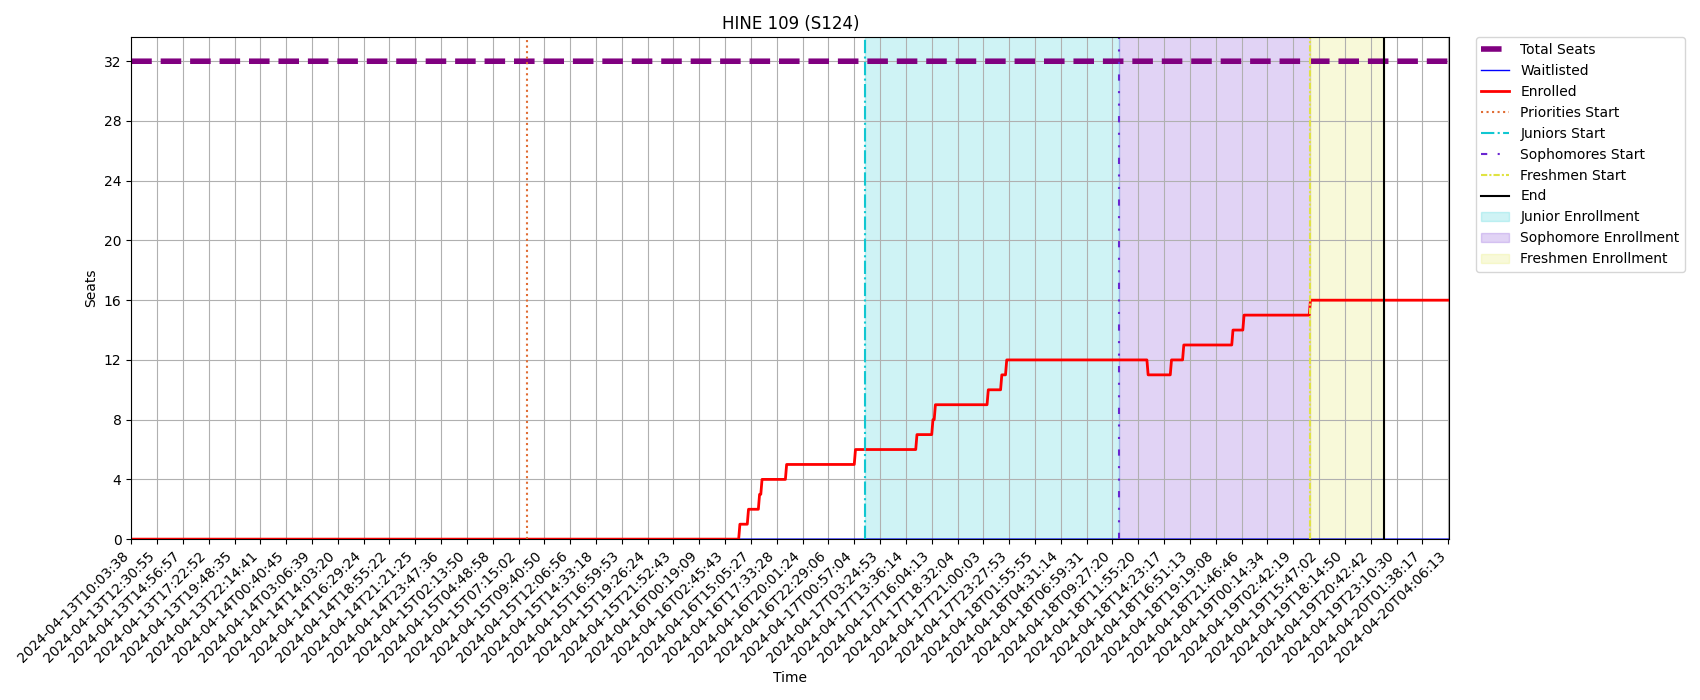 HINE 109 (S124)
32
28
24
20
16
12
8
4
0
Seats
2024-04-13T10:03:38
2024-04-13T12:30:55
2024-04-13T14:56:57
2024-04-13T17:22:52
2024-04-13T19:48:35
2024-04-13T22:14:41
2024-04-14T00:40:45
2024-04-14T03:06:39
2024-04-14T14:03:20
2024-04-14T16:29:24
2024-04-14T18:55:22
2024-04-14T21:21:25
2024-04-14T23:47:36
2024-04-15T02:13:50
2024-04-15T04:48:58
2024-04-15T07:15:02
2024-04-15T09:40:50
2024-04-15T12:06:56
2024-04-15T14:33:18
2024-04-15T16:59:53
2024-04-15T19:26:24
2024-04-15T21:52:43
2024-04-16T00:19:09
2024-04-16T02:45:43
2024-04-16T15:05:27
2024-04-16T17:33:28
2024-04-16T20:01:24
2024-04-16T22:29:06
2024-04-17T00:57:04
2024-04-17T03:24:53
2024-04-17T13:36:14
2024-04-17T16:04:13
2024-04-17T18:32:04
2024-04-17T21:00:03
2024-04-17T23:27:53
2024-04-18T01:55:55
2024-04-18T04:31:14
2024-04-18T06:59:31
2024-04-18T09:27:20
2024-04-18T11:55:20
2024-04-18T14:23:17
2024-04-18T16:51:13
2024-04-18T19:19:08
2024-04-18T21:46:46
2024-04-19T00:14:34
2024-04-19T02:42:19
2024-04-19T15:47:02
2024-04-19T18:14:50
2024-04-19T20:42:42
2024-04-19T23:10:30
2024-04-20T01:38:17
2024-04-20T04:06:13
Time
Total Seats
Waitlisted
Enrolled
Priorities Start
Juniors Start
Sophomores Start
Freshmen Start
End
Junior Enrollment
Sophomore Enrollment
Freshmen Enrollment